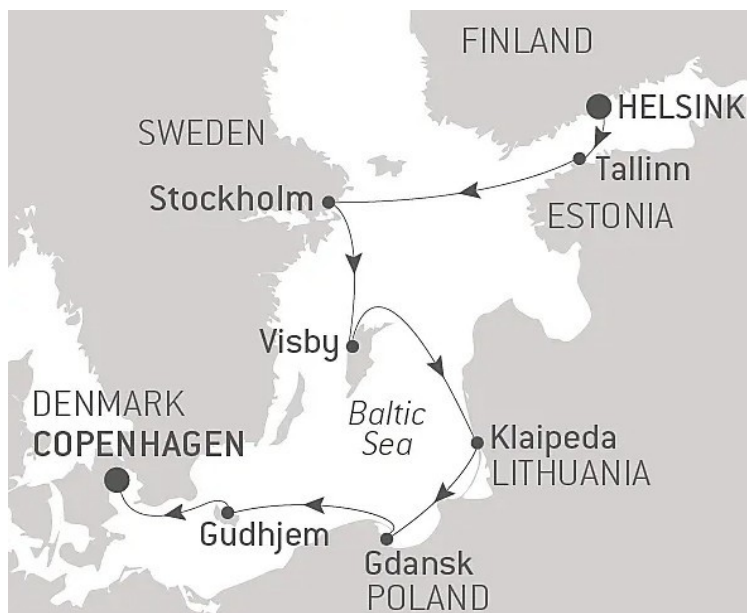 FINLAND
HELSINK
SWEDEN
Tallinn
Stockholm
ESTONIA
Visby
DENMARK
COPENHAGEN
Baltic
Sea
Klaipeda
LITHUANIA
Gudhjem
Gdansk
POLAND